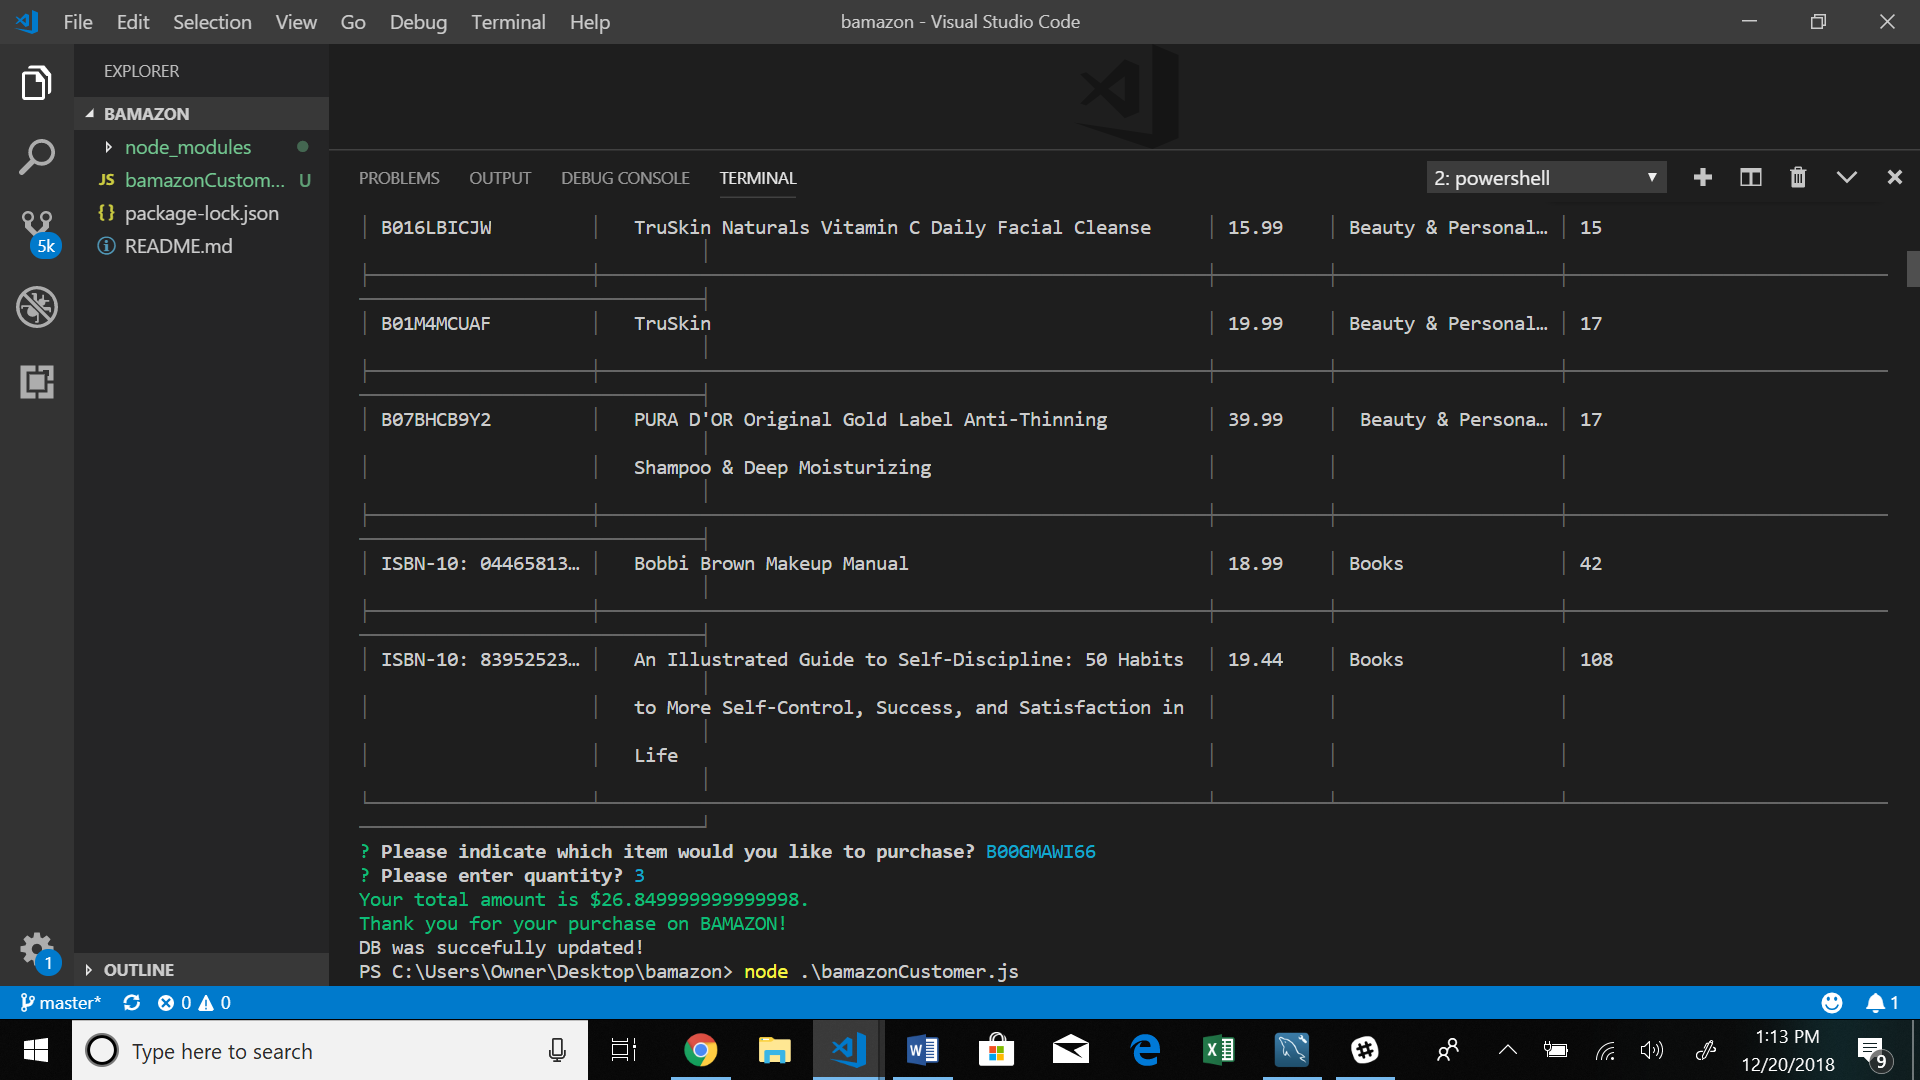 File Edit Selection View Go Debug Terminal Help
bamazon - Visual Studio Code
EXPLORER
BAMAZON
node_modules
JS bamazonCustom... U
{} package-lock.json
README.md
5k
1
OUTLINE
PROBLEMS OUTPUT DEBUG CONSOLE TERMINAL
2: powershell
B016LBICJW TruSkin Naturals Vitamin C Daily Facial Cleanse 15.99 Beauty & Personal… 15
B01M4MCUAF TruSkin 19.99 Beauty & Personal… 17
B07BHCB9Y2 PURA D'OR Original Gold Label Anti-Thinning 39.99 Beauty & Persona… 17
Shampoo & Deep Moisturizing
ISBN-10: 04465813… Bobbi Brown Makeup Manual 18.99 Books 42
ISBN-10: 83952523… An Illustrated Guide to Self-Discipline: 50 Habits 19.44 Books 108
to More Self-Control, Success, and Satisfaction in
Life
? Please indicate which item would you like to purchase? B00GMAWI66
? Please enter quantity? 3
Your total amount is $26.849999999999998.
Thank you for your purchase on BAMAZON!
DB was succefully updated!
PS C:\Users\Owner\Desktop\bamazon> node .\bamazonCustomer.js
master* 0 0 1
Type here to search
1:13 PM
12/20/2018
9